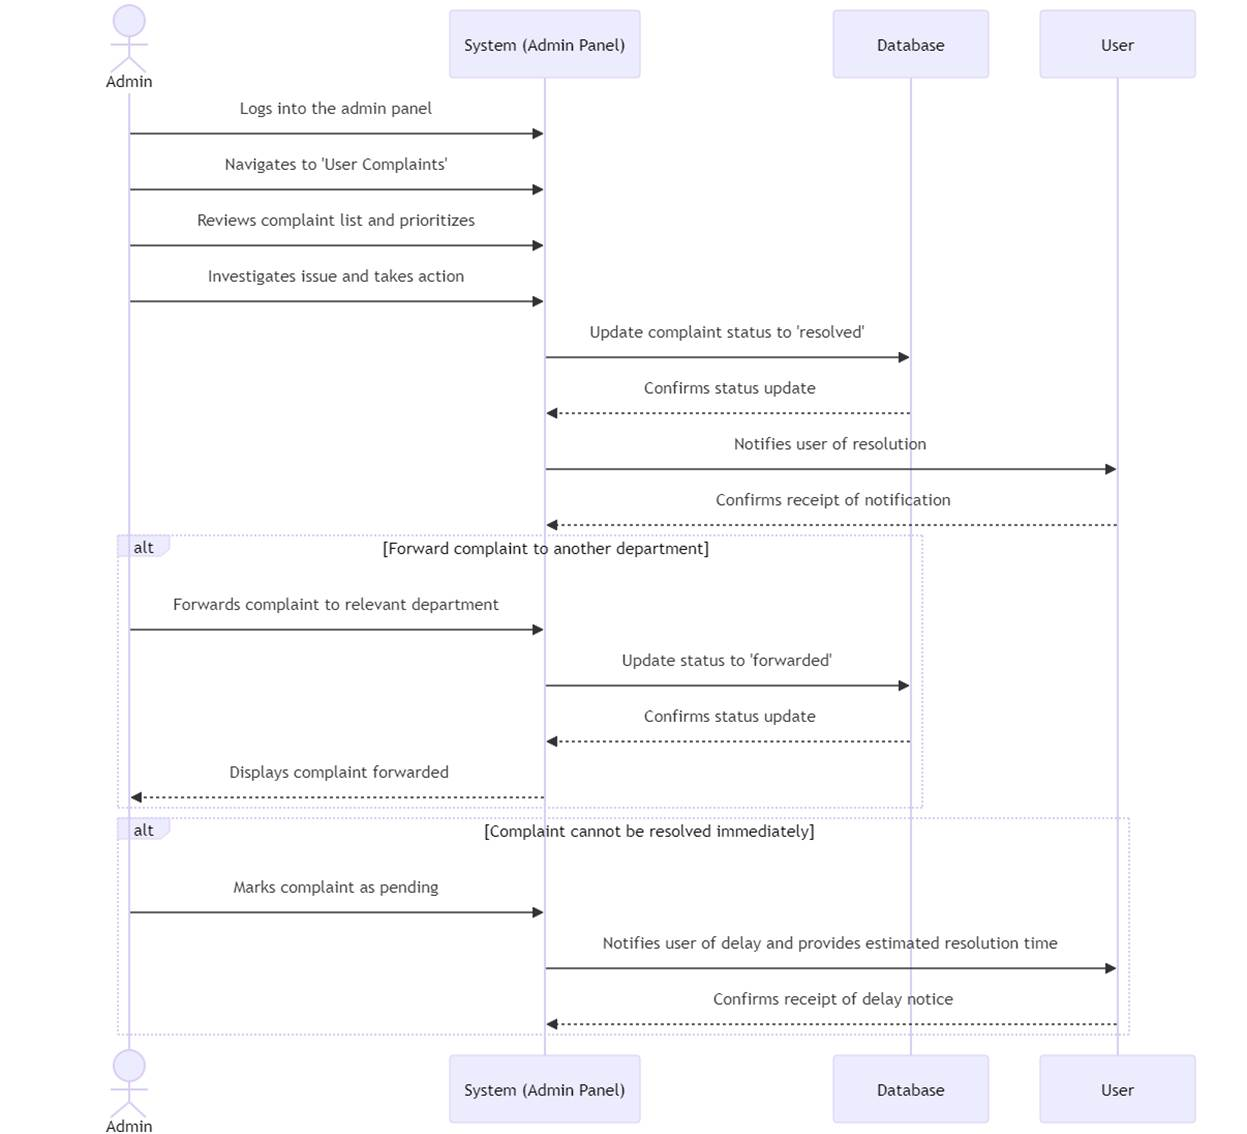 Admin
System (Admin Panel)
Database
User
Logs into the admin panel
Navigates to 'User Complaints'
Reviews complaint list and prioritizes
Investigates issue and takes action
Update complaint status to 'resolved'
Confirms status update
Notifies user of resolution
Confirms receipt of notification
alt
[Forward complaint to another department]
Forwards complaint to relevant department
Update status to 'forwarded'
Confirms status update
Displays complaint forwarded
alt
[Complaint cannot be resolved immediately]
Marks complaint as pending
Notifies user of delay and provides estimated resolution time
Confirms receipt of delay notice
Admin
System (Admin Panel)
Database
User